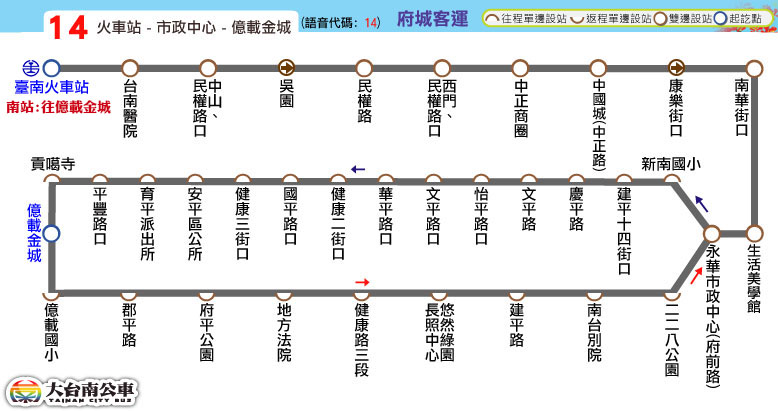 14 火車站 - 市政中心 - 億載金城 (語音代碼: 14) 府城客運
往程單邊設站 返程單邊設站 雙邊設站 起訖點
臺南火車站
南站:往億載金城
台南醫院
中山、民權路口
吳園
民權路
西門、民權路口
中正商圈
中國城(中正路)
康樂街口
南華街口
貢噶寺
平豐路口
育平派出所
安平區公所
健康三街口
國平路口
健康二街口
華平路口
文平路口
怡平路口
文平路
慶平路
建平十四街口
新南國小
億載金城
永華市政中心(府前路)
生活美學館
億載國小
郡平路
府平公園
地方法院
健康路三段
悠然綠園
長照中心
建平路
南台別院
二二八公園
大台南公車
TAINAN CITY BUS